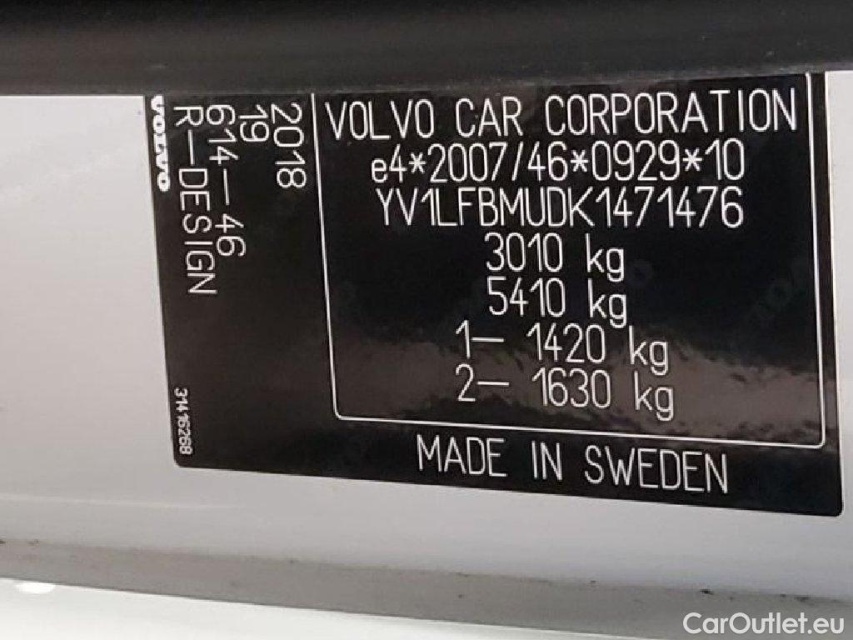 VOLVO CAR CORPORATION
e4*2007/46*0929*10
YV1LFBMUDK1471476
3010 kg
5410 kg
1– 1420 kg
2– 1630 kg
MADE IN SWEDEN
2018
19
614–46
R–DESIGN
VOLVO
31416268
CarOutlet.eu